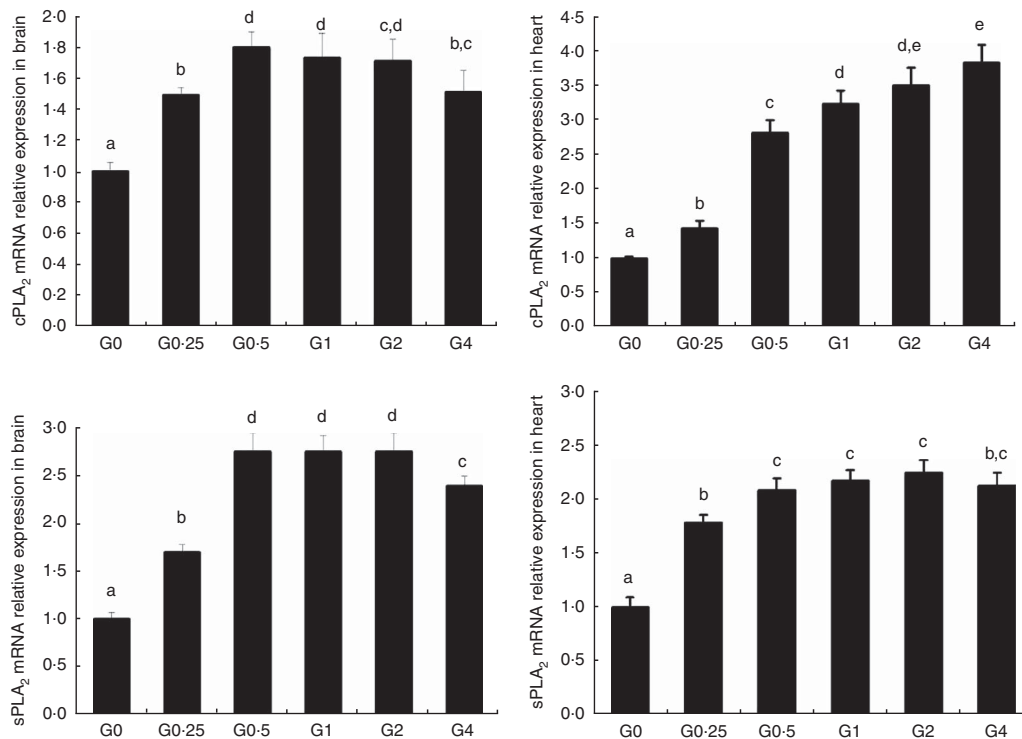 cPLA₂ mRNA relative expression in brain
2·0
1·8
1·6
1·4
1·2
1·0
0·8
0·6
0·4
0·2
0·0
a
b
d
d
c,d
b,c
G0 G0·25 G0·5 G1 G2 G4
cPLA₂ mRNA relative expression in heart
4·5
4·0
3·5
3·0
2·5
2·0
1·5
1·0
0·5
0·0
a
b
c
d
d,e
e
G0 G0·25 G0·5 G1 G2 G4
sPLA₂ mRNA relative expression in brain
3·0
2·5
2·0
1·5
1·0
0·5
0·0
a
b
d
d
d
c
G0 G0·25 G0·5 G1 G2 G4
sPLA₂ mRNA relative expression in heart
3·0
2·5
2·0
1·5
1·0
0·5
0·0
a
b
c
c
c
b,c
G0 G0·25 G0·5 G1 G2 G4